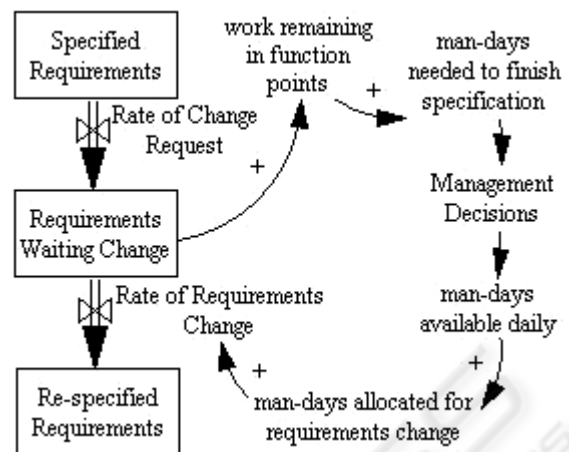 Specified
Requirements
work remaining
in function
points
man-days
needed to finish
specification
+
Rate of Change
Request
+
Requirements
Waiting Change
Management
Decisions
Rate of Requirements
Change
man-days
available daily
+
+
Re-specified
Requirements
man-days allocated for
requirements change